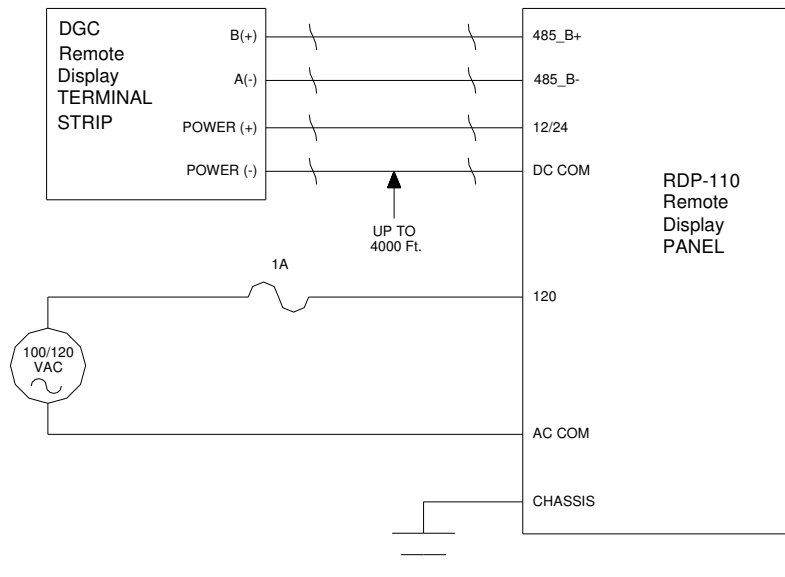 DGC
Remote
Display
TERMINAL
STRIP
B(+)
A(-)
POWER (+)
POWER (-)
485_B+
485_B-
12/24
DC COM
RDP-110
Remote
Display
PANEL
UP TO
4000 Ft.
1A
120
100/120
VAC
AC COM
CHASSIS